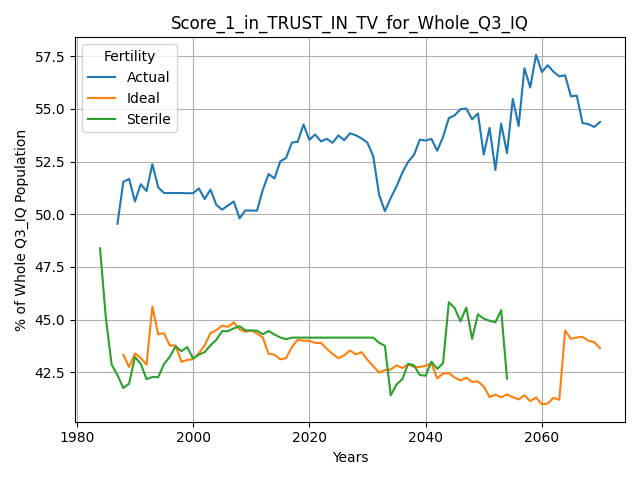 Score_1_in_TRUST_IN_TV_for_Whole_Q3_IQ
Fertility
Actual
Ideal
Sterile
% of Whole Q3_IQ Population
57.5
55.0
52.5
50.0
47.5
45.0
42.5
1980
2000
2020
2040
2060
Years